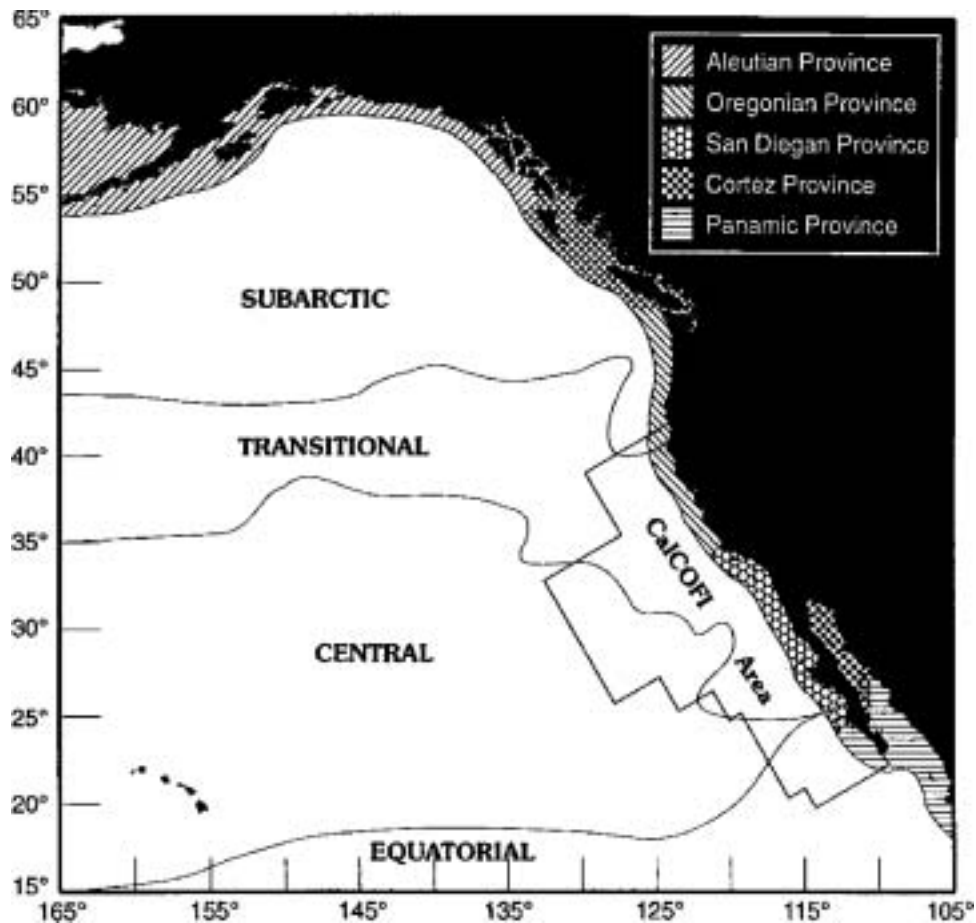 65°
60°
55°
50°
45°
40°
35°
30°
25°
20°
15°
Aleutian Province
Oregonian Province
San Diegan Province
Cortez Province
Panamic Province
SUBARCTIC
TRANSITIONAL
CalCOFI
Area
CENTRAL
EQUATORIAL
165° 155° 145° 135° 125° 115° 105°